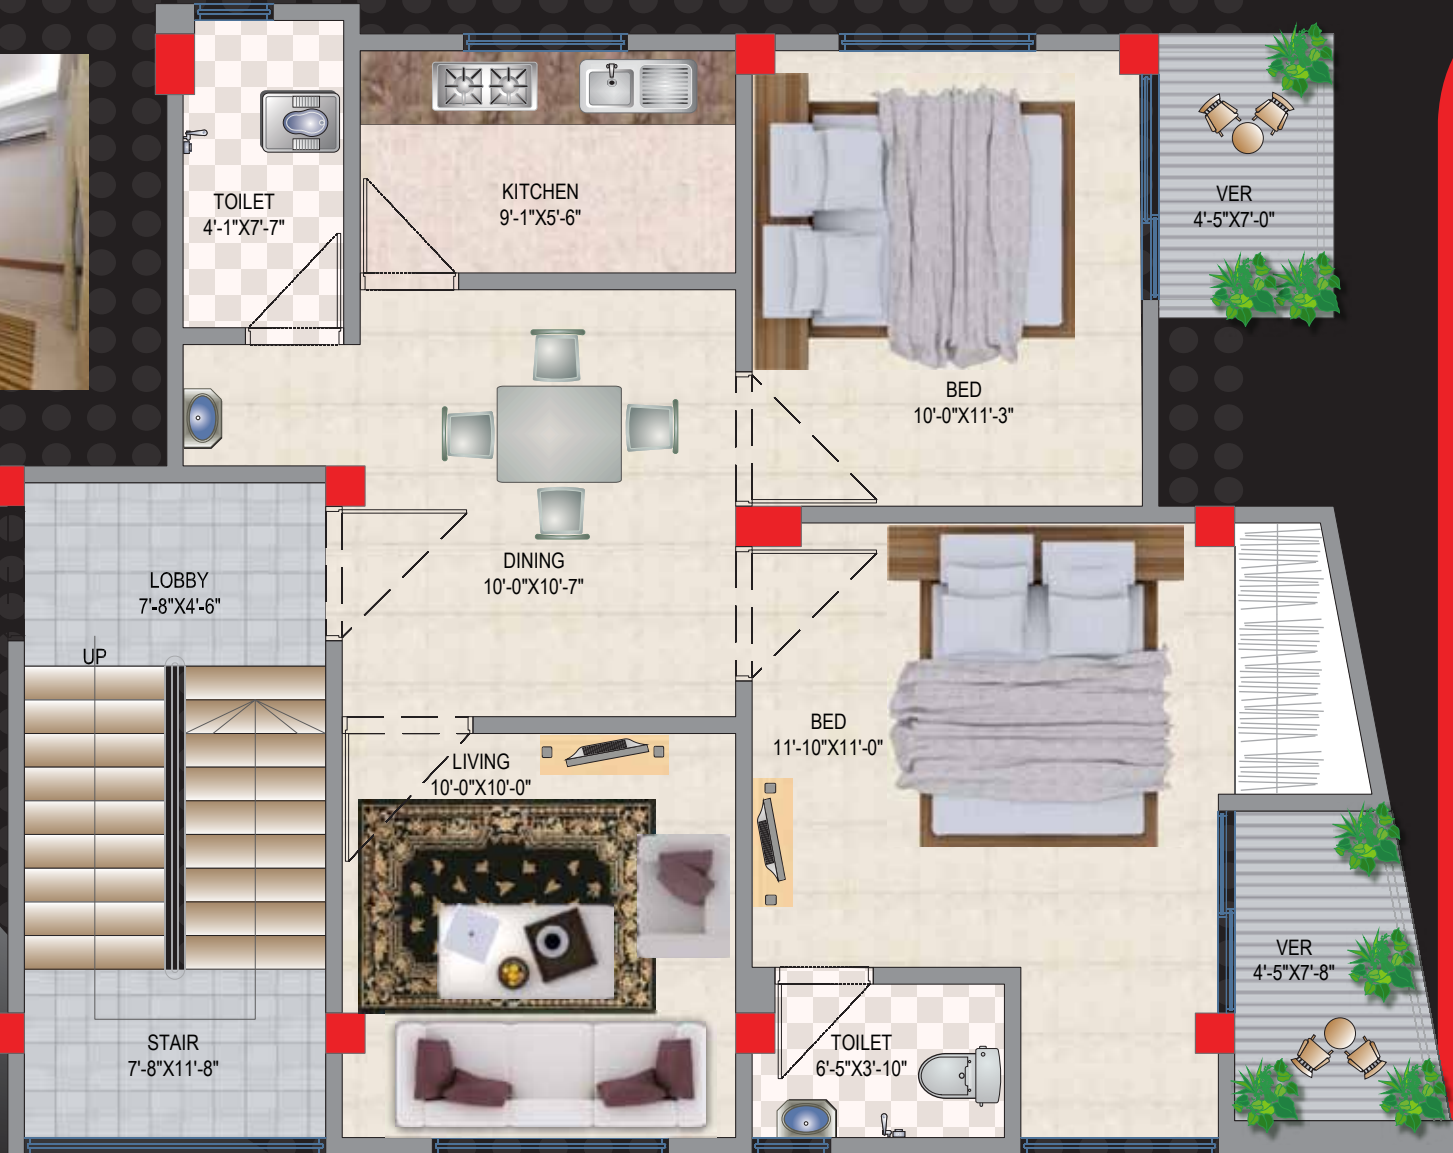 TOILET
4'-1"X7'-7"
KITCHEN
9'-1"X5'-6"
VER
4'-5"X7'-0"
BED
10'-0"X11'-3"
DINING
10'-0"X10'-7"
LOBBY
7'-8"X4'-6"
UP
BED
11'-10"X11'-0"
LIVING
10'-0"X10'-0"
VER
4'-5"X7'-8"
STAIR
7'-8"X11'-8"
TOILET
6'-5"X3'-10"